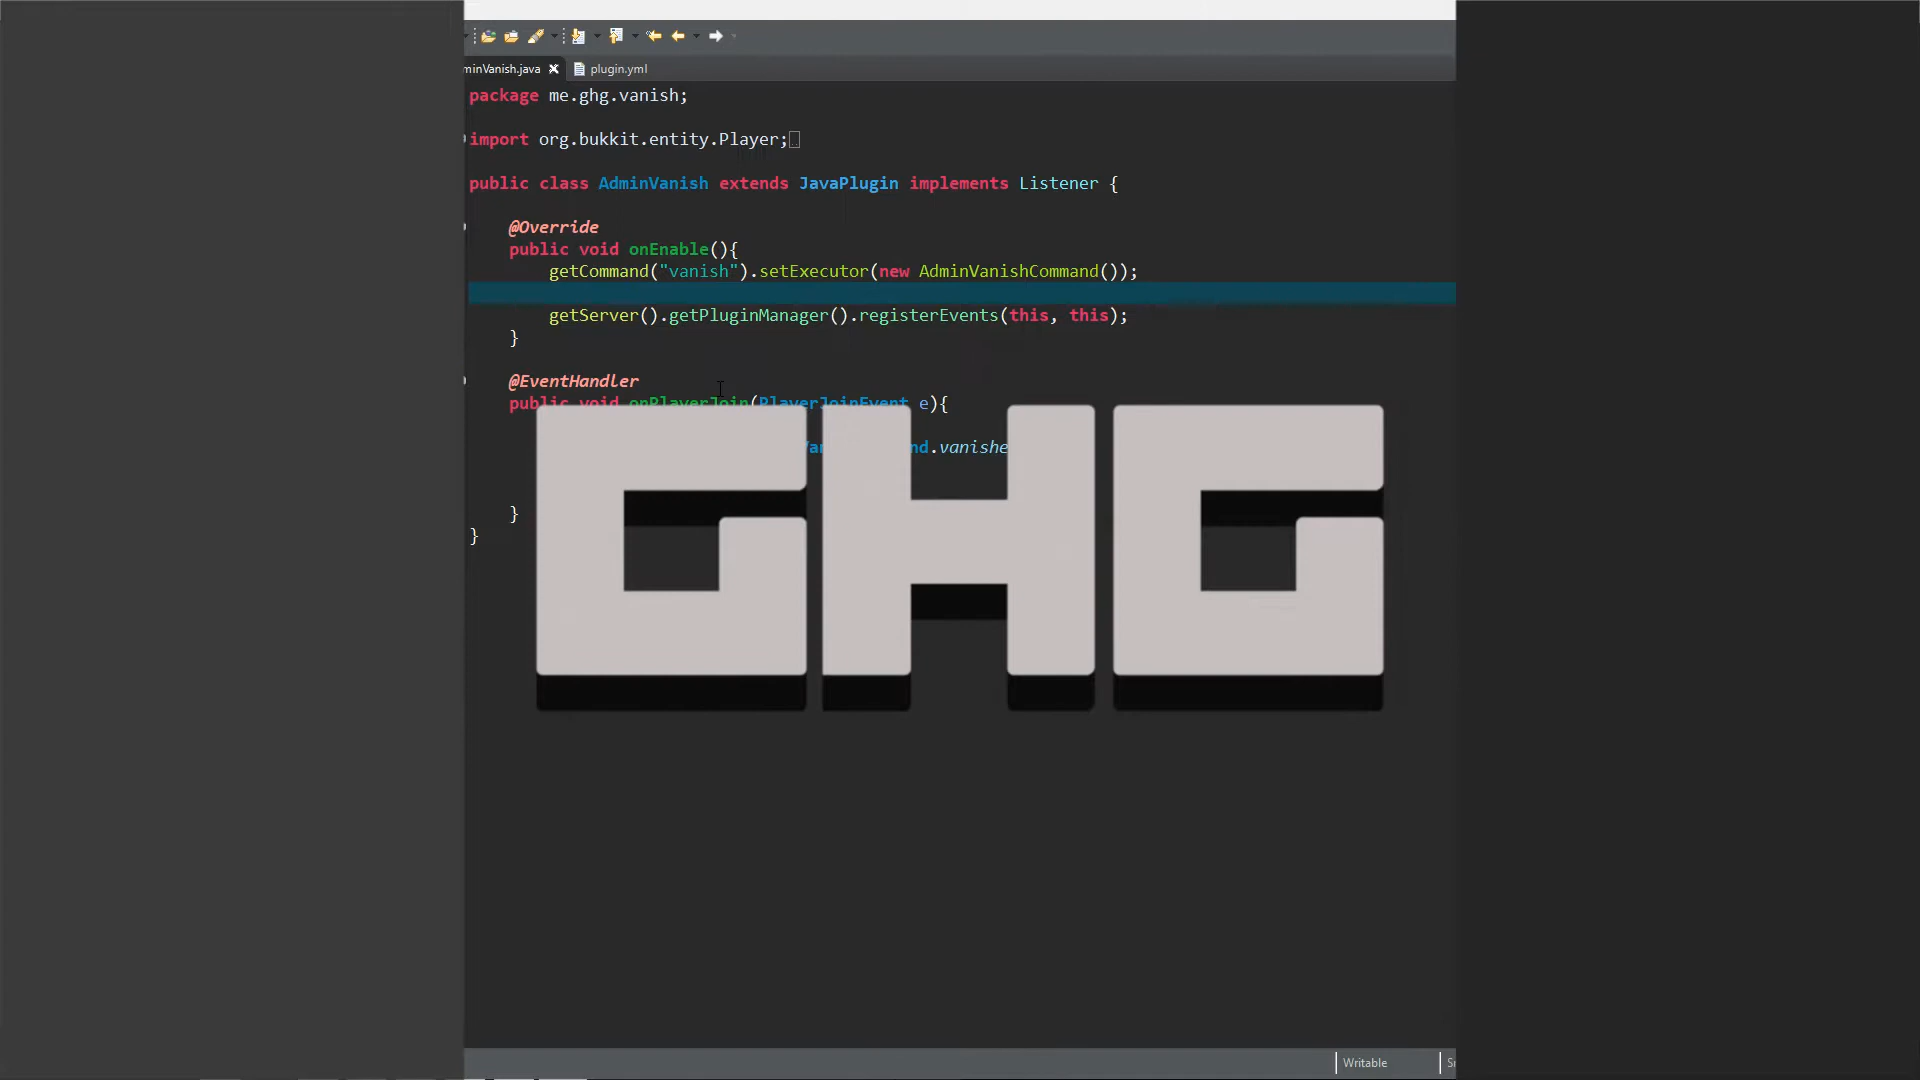 minVanish.java plugin.yml
package me.ghg.vanish;
import org.bukkit.entity.Player;
public class AdminVanish extends JavaPlugin implements Listener {
@Override
public void onEnable(){
getCommand("vanish").setExecutor(new AdminVanishCommand());
getServer().getPluginManager().registerEvents(this, this);
}
@EventHandler
public void onPlayerJoin(PlayerJoinEvent e){
nd.vanishe
}
}
GHG
Writable